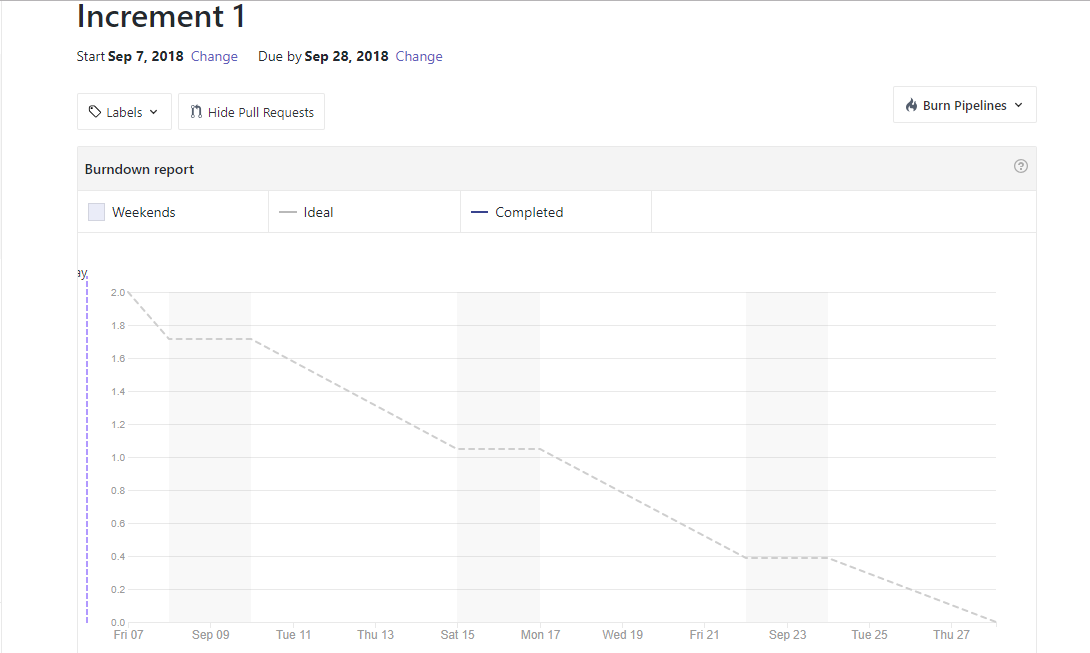 Increment 1
Start Sep 7, 2018 Change Due by Sep 28, 2018 Change
Labels Hide Pull Requests Burn Pipelines
Burndown report
Weekends Ideal Completed
ay
2.0
1.8
1.6
1.4
1.2
1.0
0.8
0.6
0.4
0.2
0.0
Fri 07 Sep 09 Tue 11 Thu 13 Sat 15 Mon 17 Wed 19 Fri 21 Sep 23 Tue 25 Thu 27